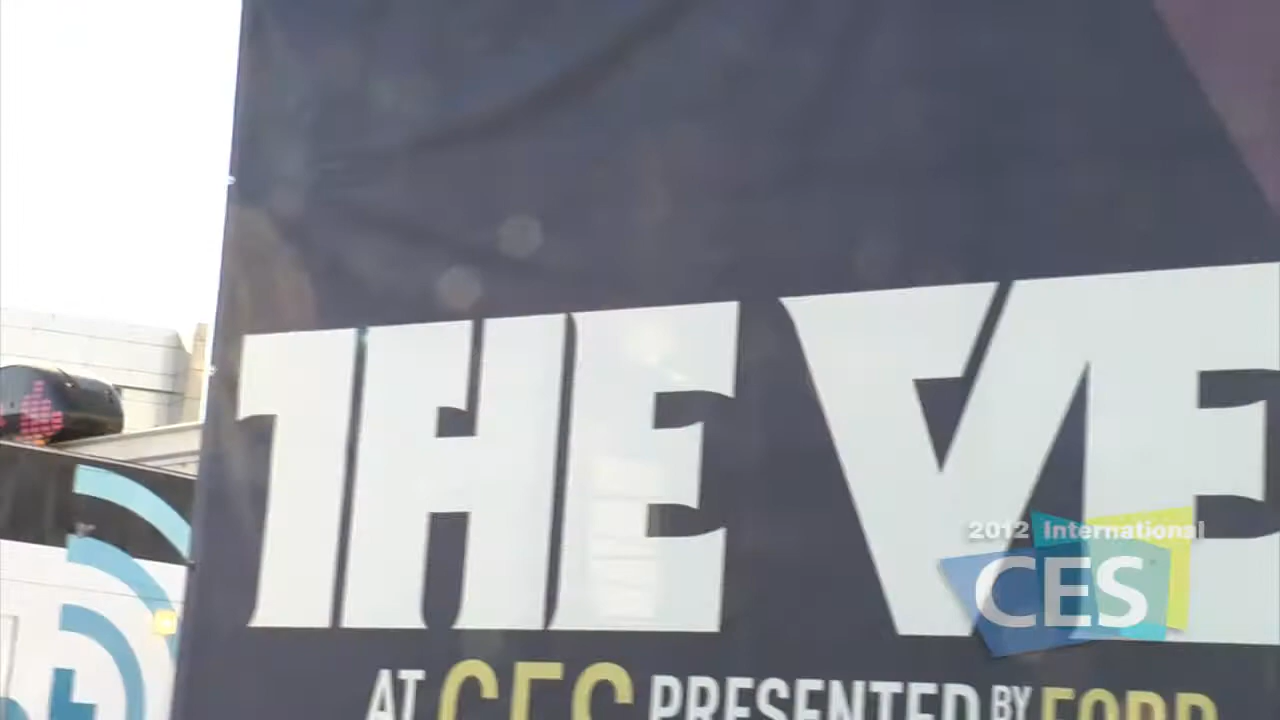 THE VE
2012 International
CES
AT CES PRESENTED BY FORD